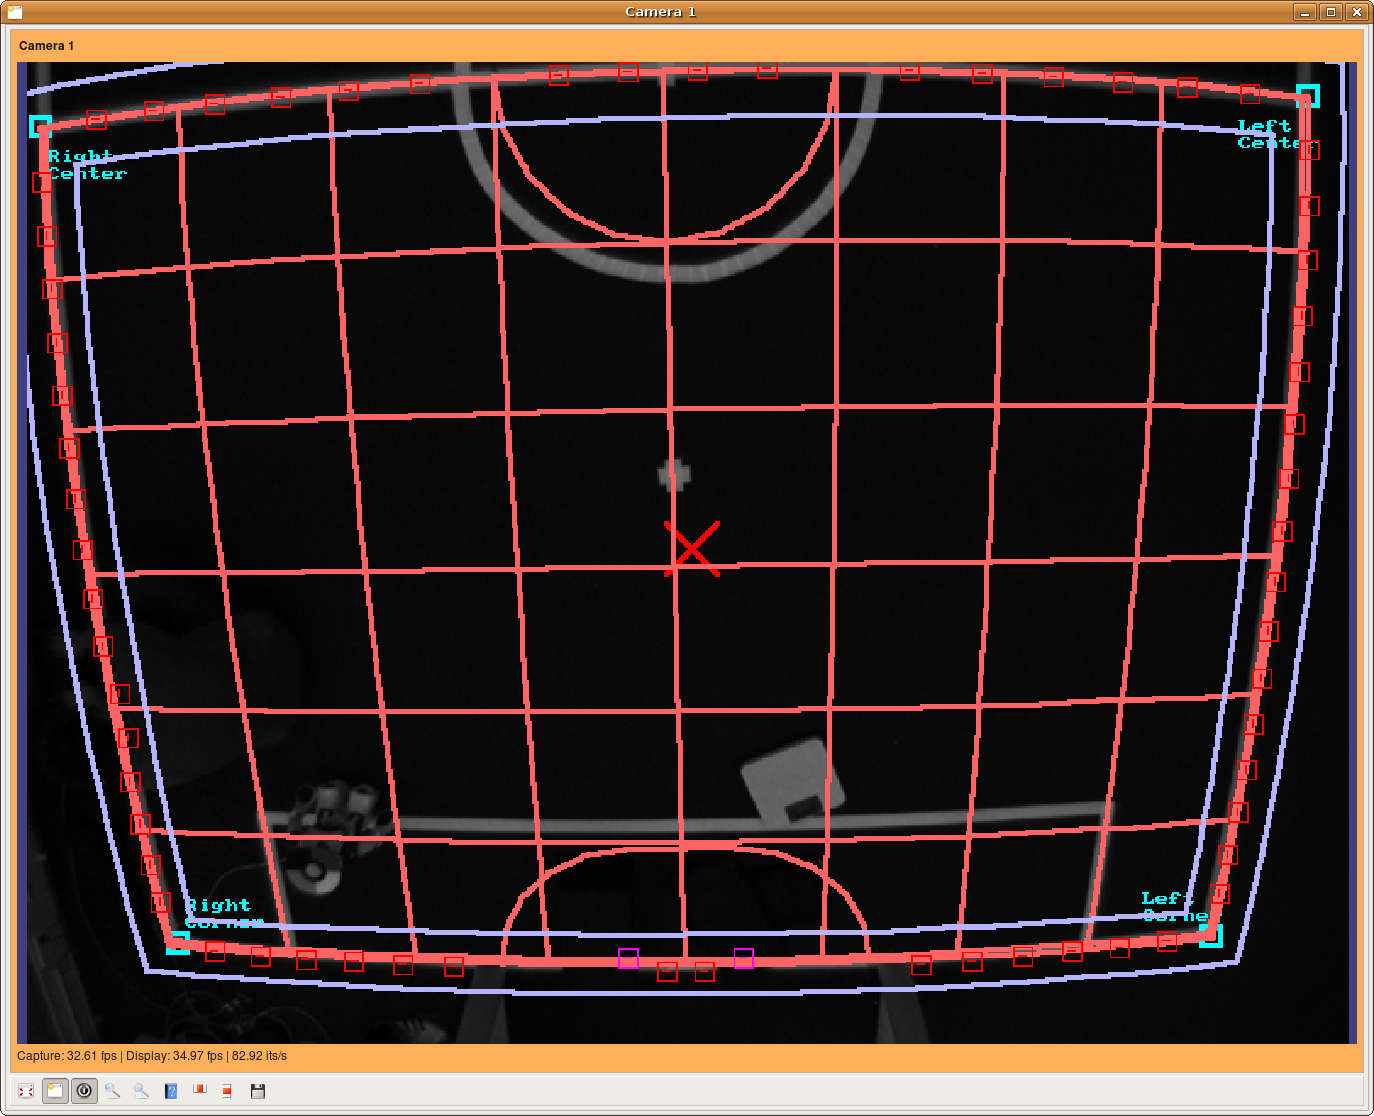 Camera 1
Camera 1
Left
Center
Right
Center
Right
Corner
Left
Corne
Capture: 32.61 fps | Display: 34.97 fps | 82.92 its/s